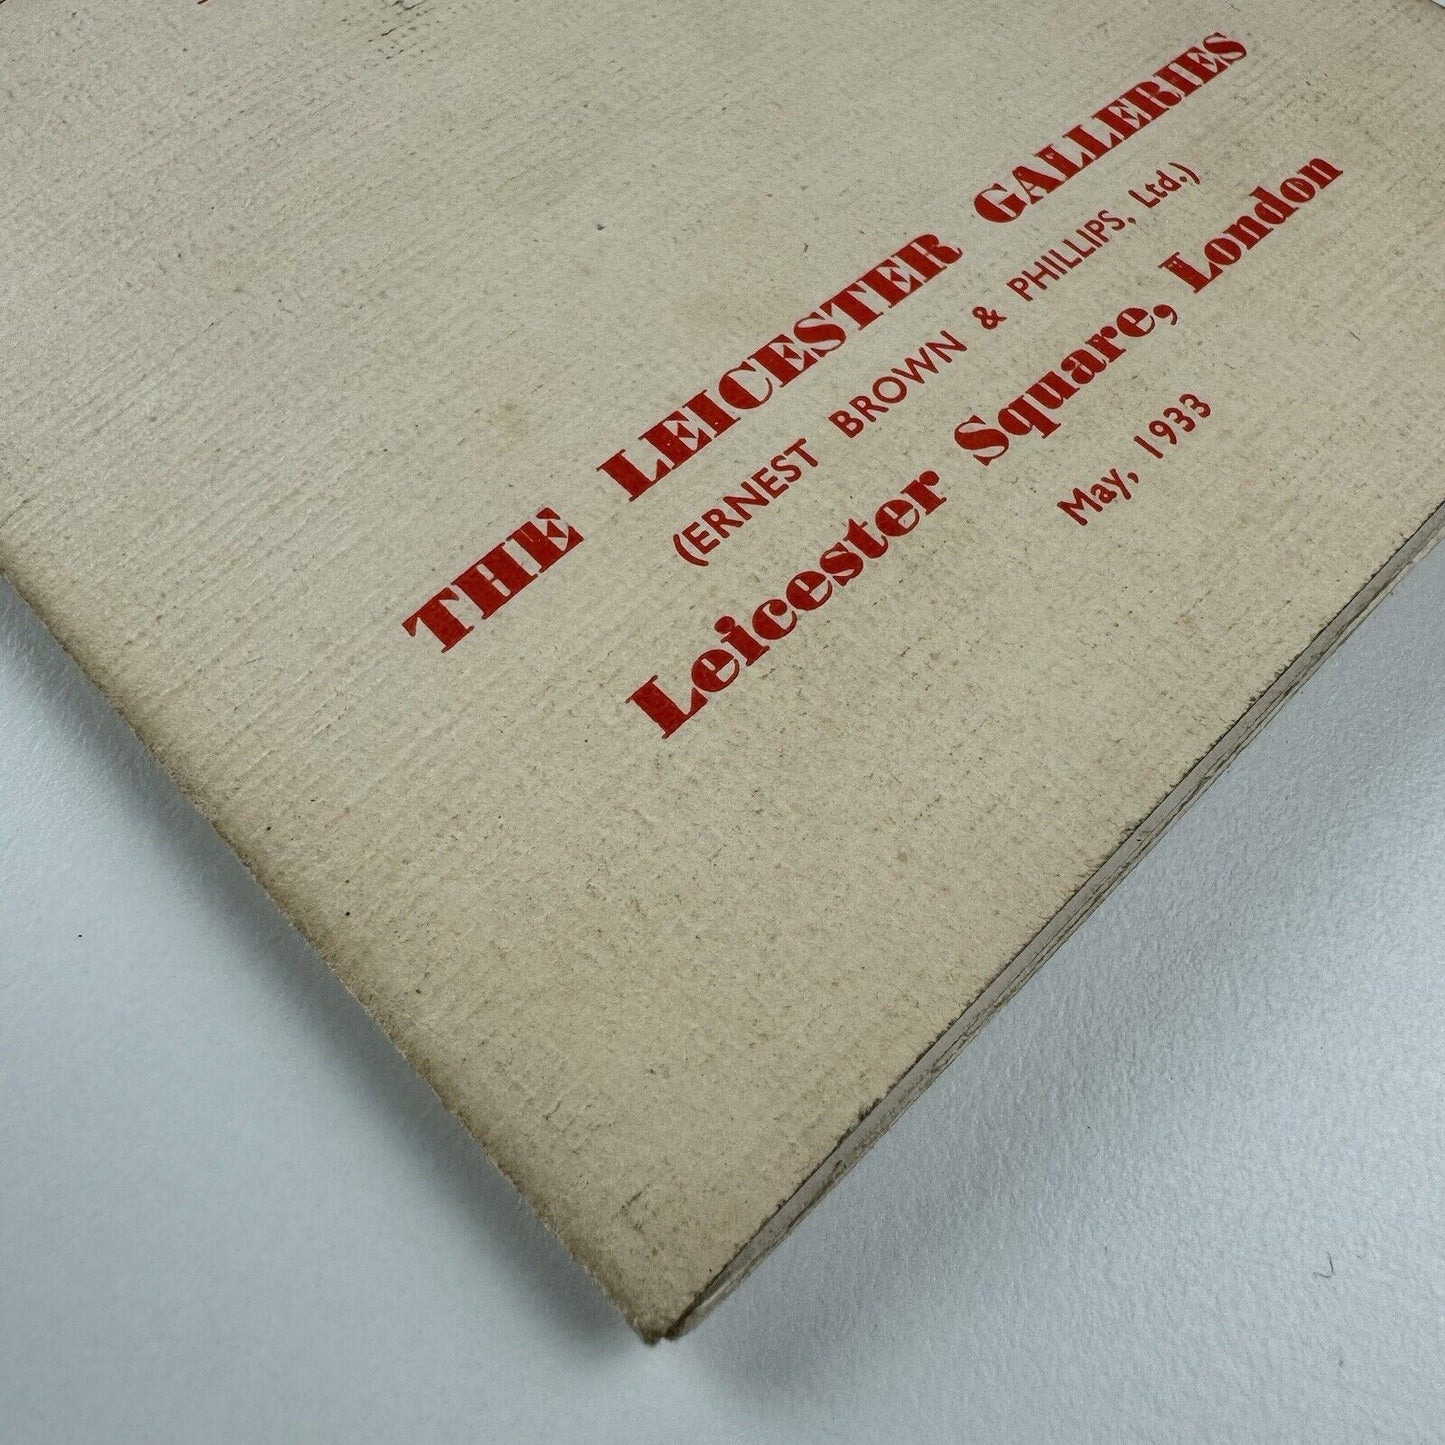 THE LEICESTER GALLERIES
(ERNEST BROWN & PHILLIPS, Ltd.)
Leicester Square, London
May, 1933